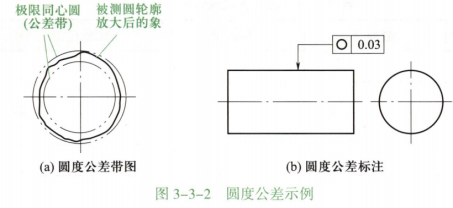 极限同心圆
(公差带)
被测圆轮廓
放大后的象
○ 0.03
(a) 圆度公差带图
(b) 圆度公差标注
图 3-3-2 圆度公差示例